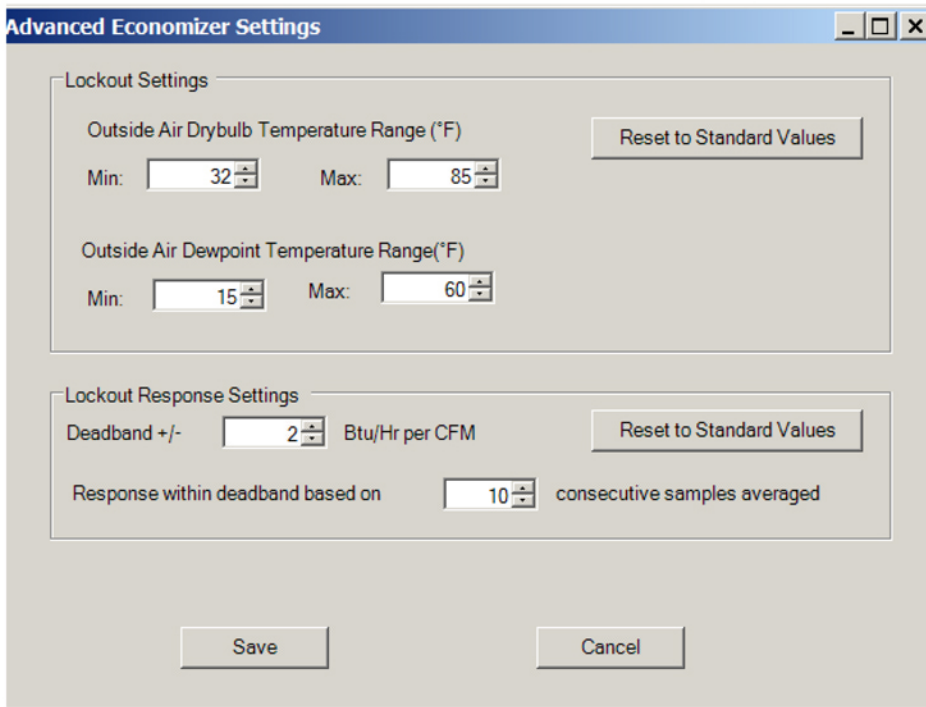 Advanced Economizer Settings
Lockout Settings
Outside Air Drybulb Temperature Range (°F)
Reset to Standard Values
Min: 32 Max: 85
Outside Air Dewpoint Temperature Range(°F)
Min: 15 Max: 60
Lockout Response Settings
Deadband +/- 2 Btu/Hr per CFM
Reset to Standard Values
Response within deadband based on 10 consecutive samples averaged
Save
Cancel